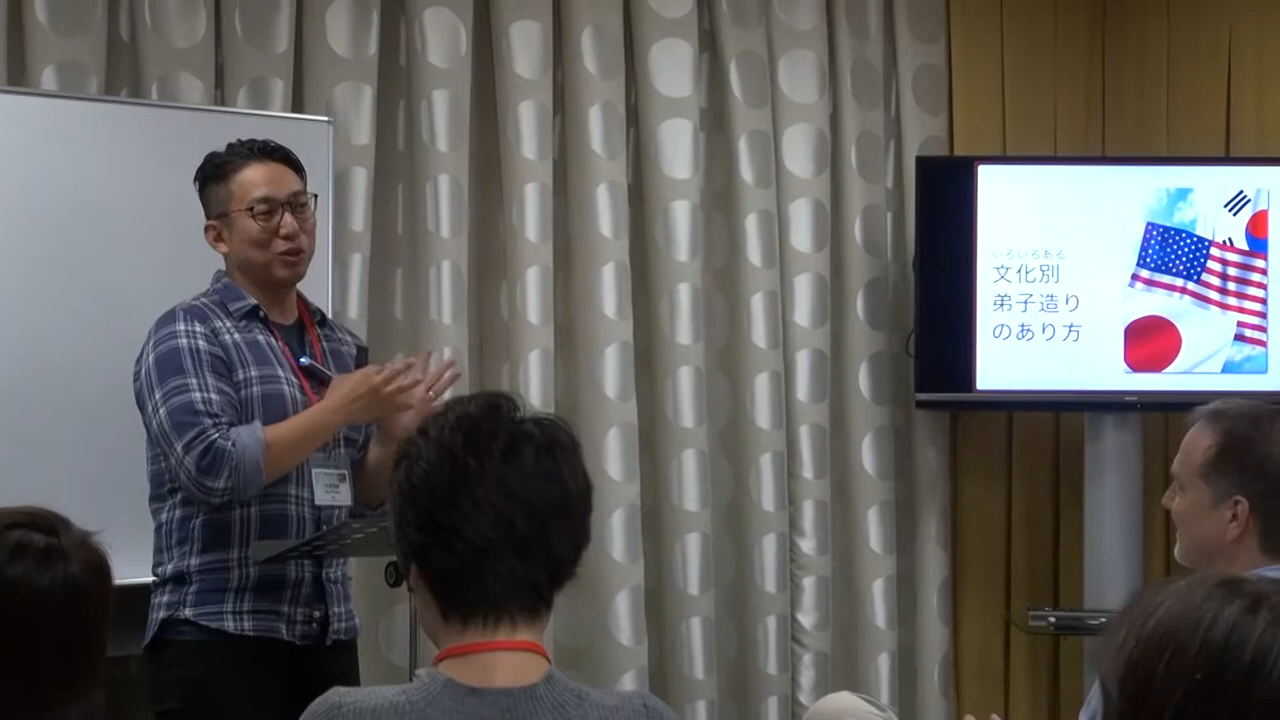 いろいろある
文化別
弟子造り
のあり方